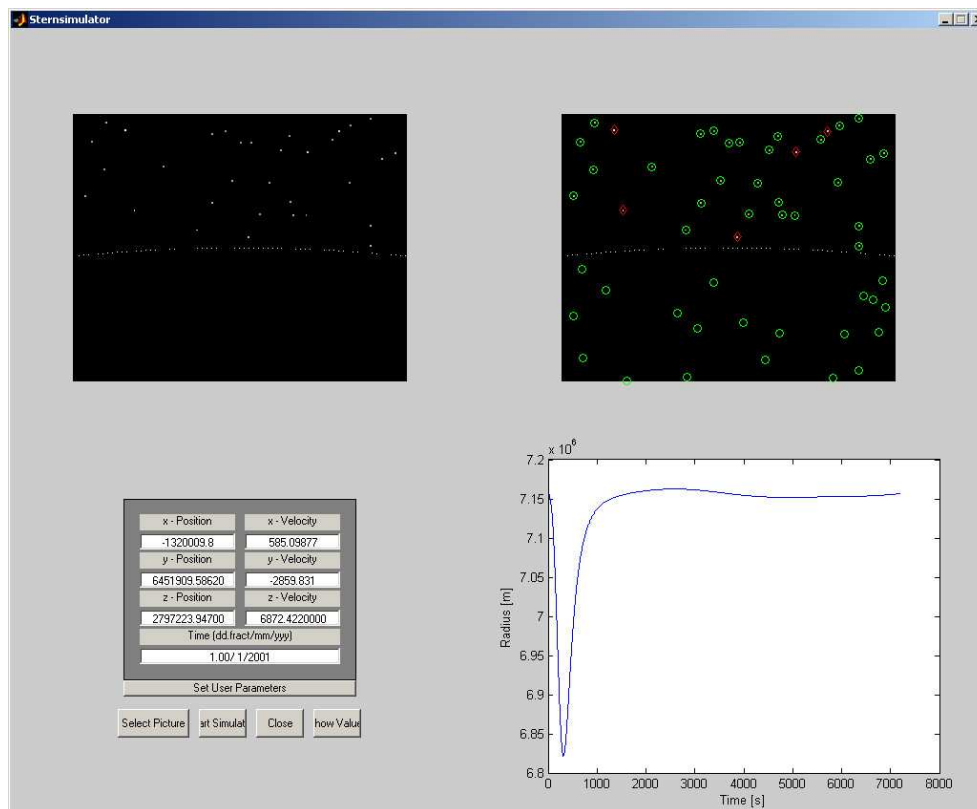 Sternsimulator
x - Position x - Velocity
-1320009.8 585.09877
y - Position y - Velocity
6451909.58620 -2859.831
z - Position z - Velocity
2797223.94700 6872.4220000
Time (dd.fract/mm/yyy)
1.00/ 1/2001
Set User Parameters
Select Picture art Simulat Close how Value
x 10^6
7.2
7.15
7.1
7.05
7
6.95
6.9
6.85
6.8
Radius [m]
0 1000 2000 3000 4000 5000 6000 7000 8000
Time [s]